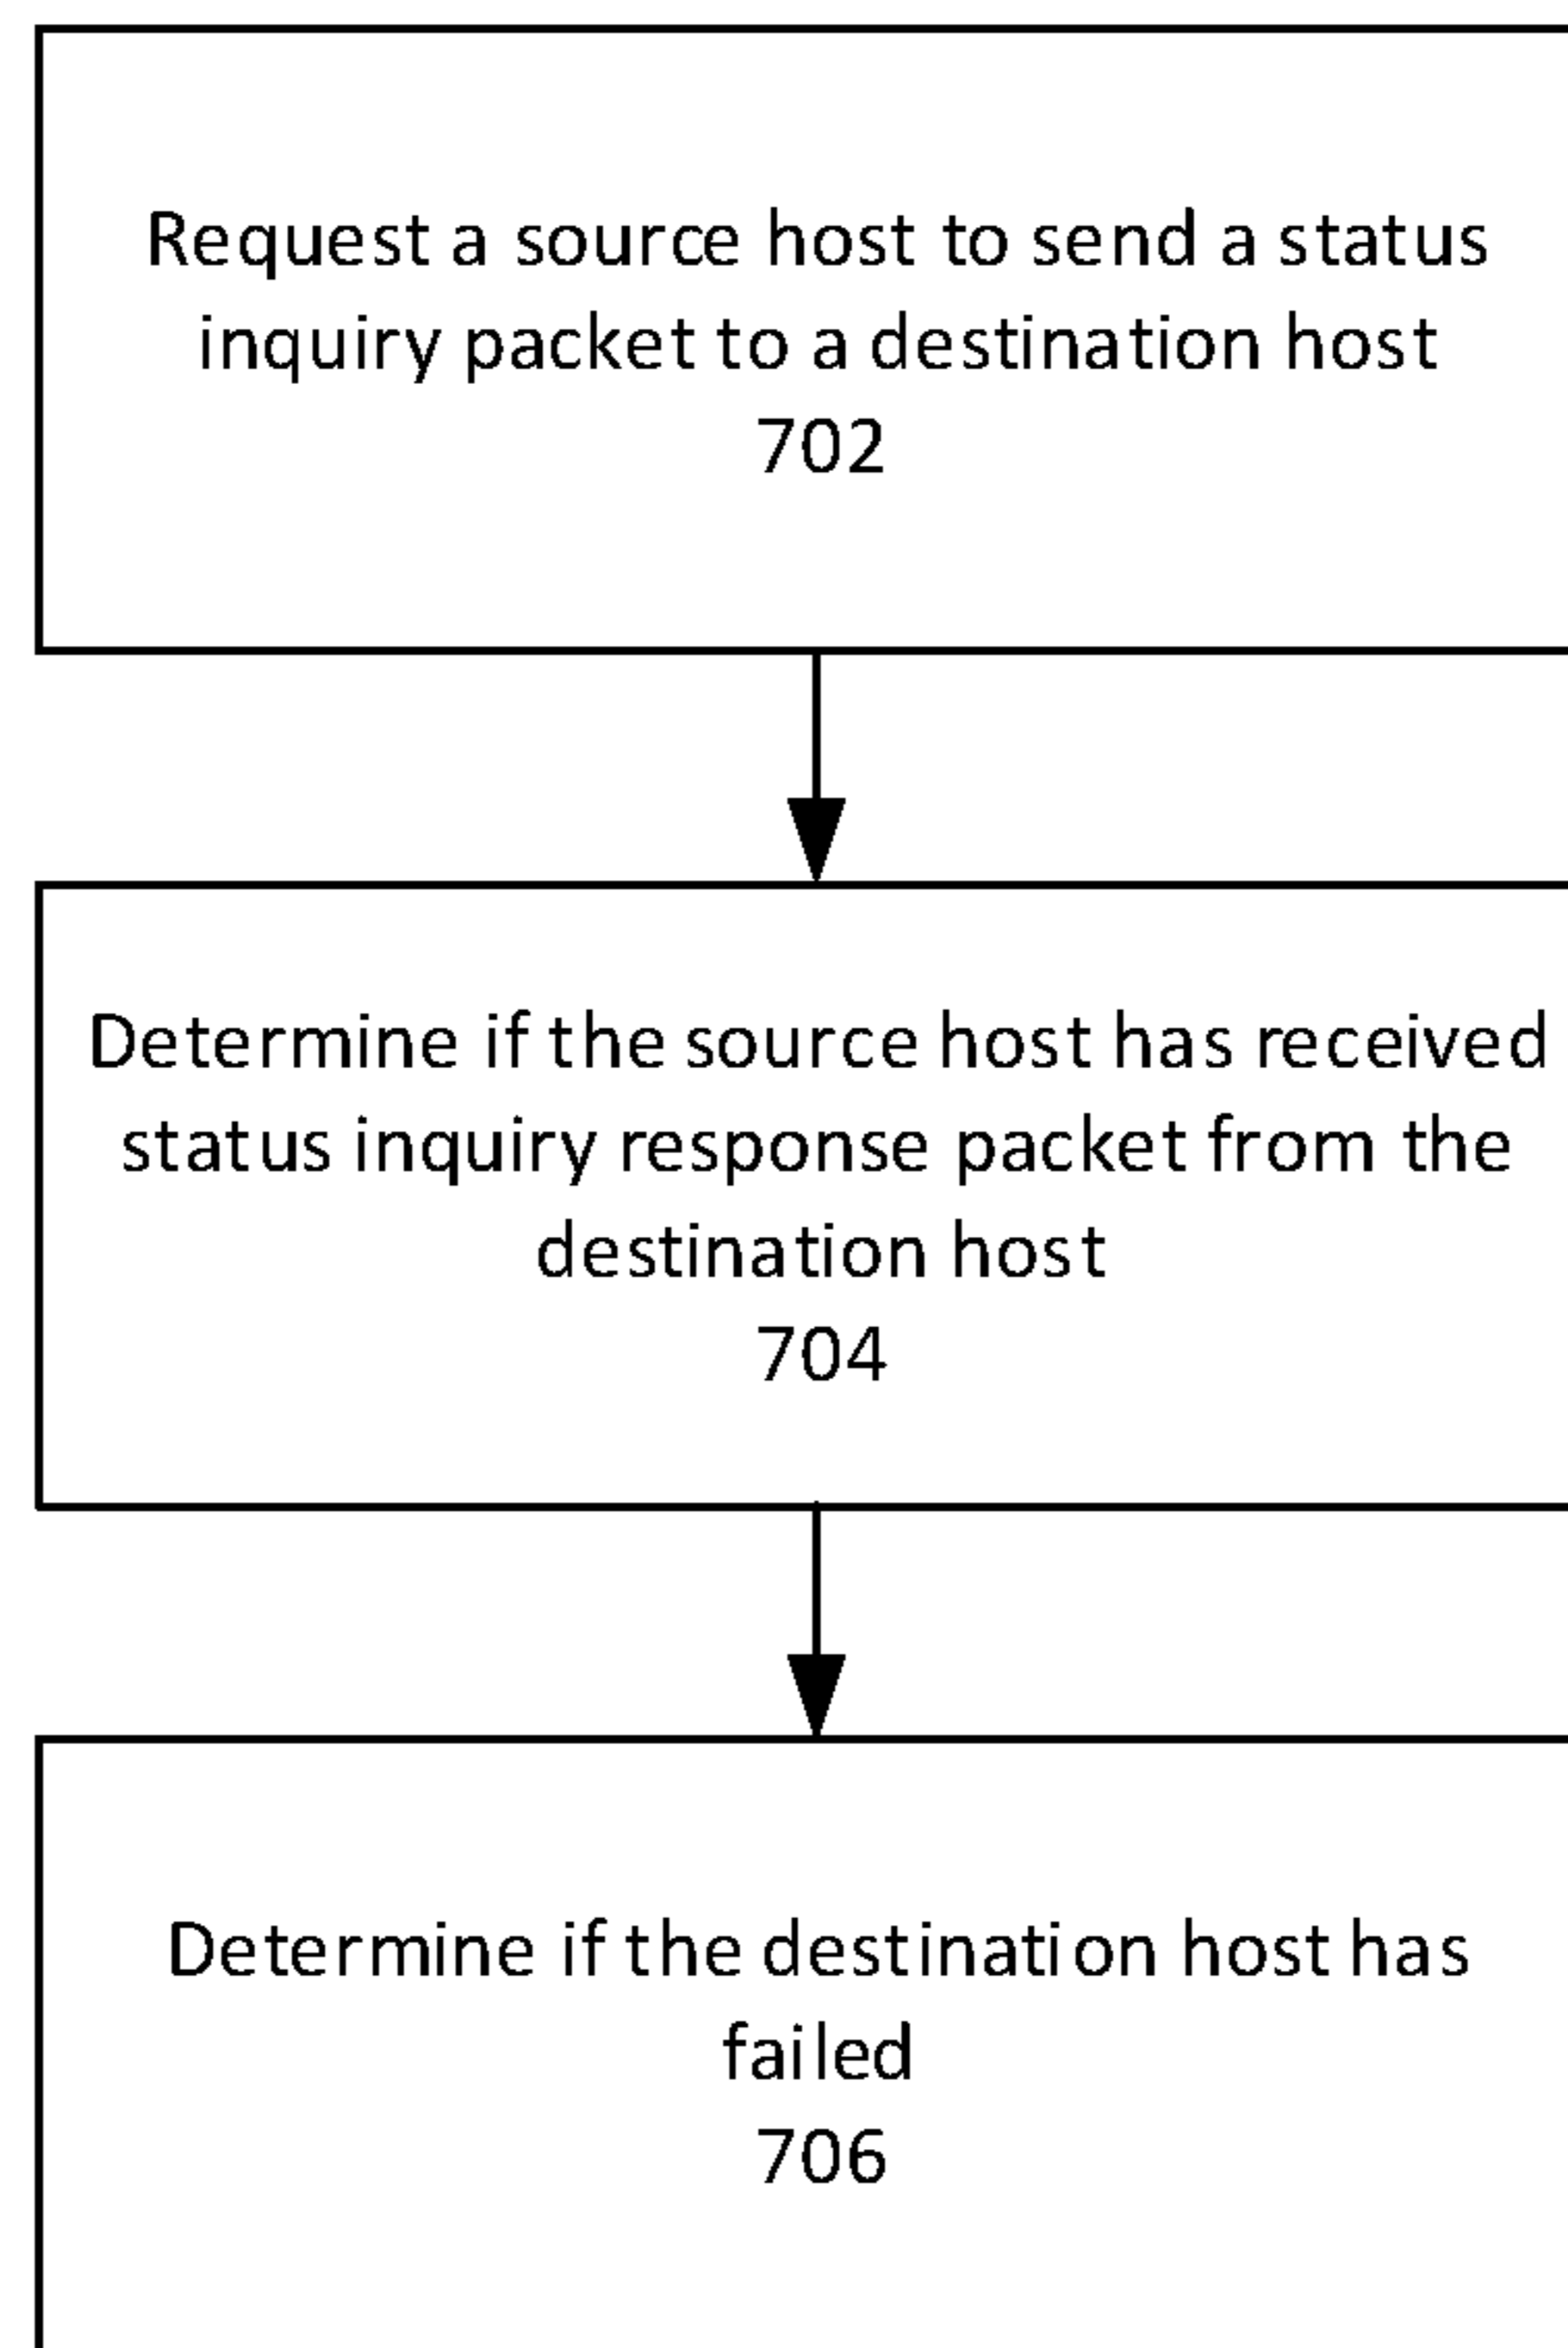 Request a source host to send a status
inquiry packet to a destination host
702
Determine if the source host has received
status inquiry response packet from the
destination host
704
Determine if the destination host has
failed
706